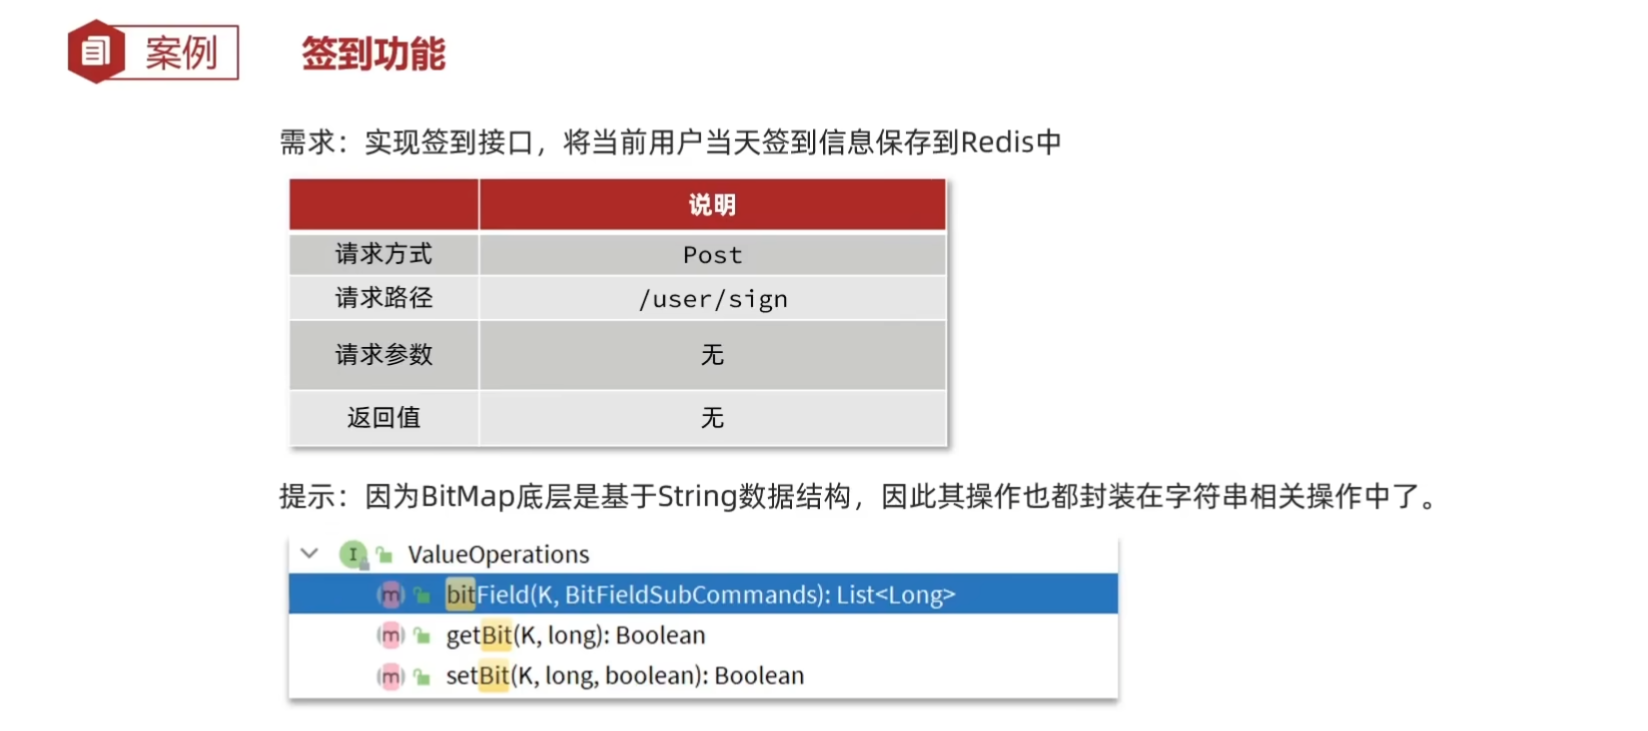 案例 签到功能
需求：实现签到接口，将当前用户当天签到信息保存到Redis中
说明
请求方式 Post
请求路径 /user/sign
请求参数 无
返回值 无
提示：因为BitMap底层是基于String数据结构，因此其操作也都封装在字符串相关操作中了。
I ValueOperations
m bitField(K, BitFieldSubCommands): List<Long>
m getBit(K, long): Boolean
m setBit(K, long, boolean): Boolean